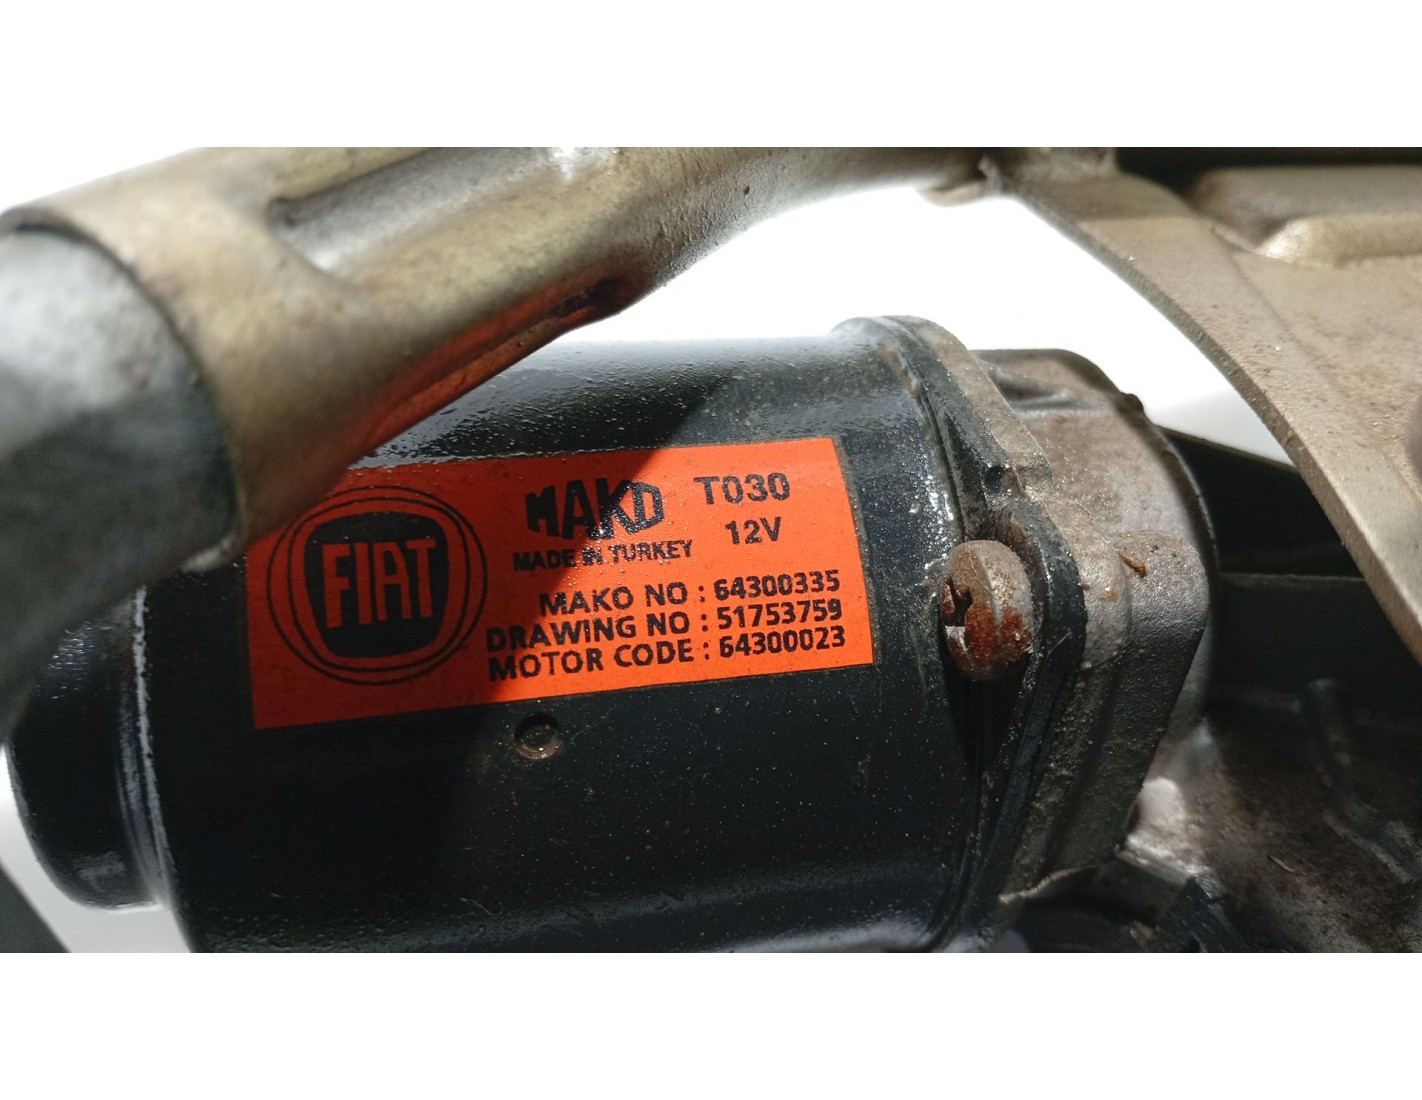 FIAT
MAKO T030
MADE IN TURKEY 12V
MAKO NO : 64300335
DRAWING NO : 51753759
MOTOR CODE : 64300023